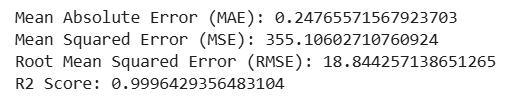 Mean Absolute Error (MAE): 0.24765571567923703
Mean Squared Error (MSE): 355.10602710760924
Root Mean Squared Error (RMSE): 18.844257138651265
R2 Score: 0.9996429356483104